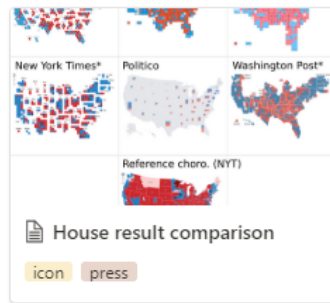 New York Times* Politico Washington Post*
Reference choro. (NYT)
House result comparison
icon press